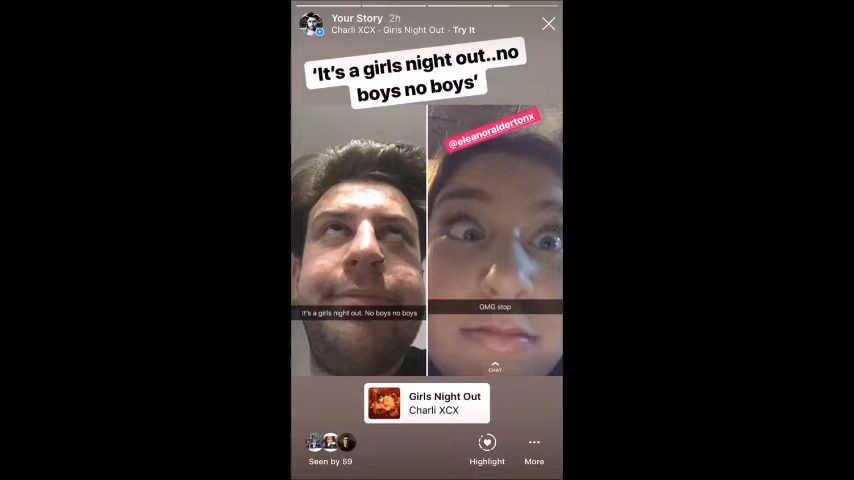 Your Story 2h
Charli XCX · Girls Night Out · Try It
‘It’s a girls night out..no
boys no boys’
@eleanoraldertonx
It's a girls night out. No boys no boys
OMG stop
CHAT
Girls Night Out
Charli XCX
Seen by 59
Highlight
More